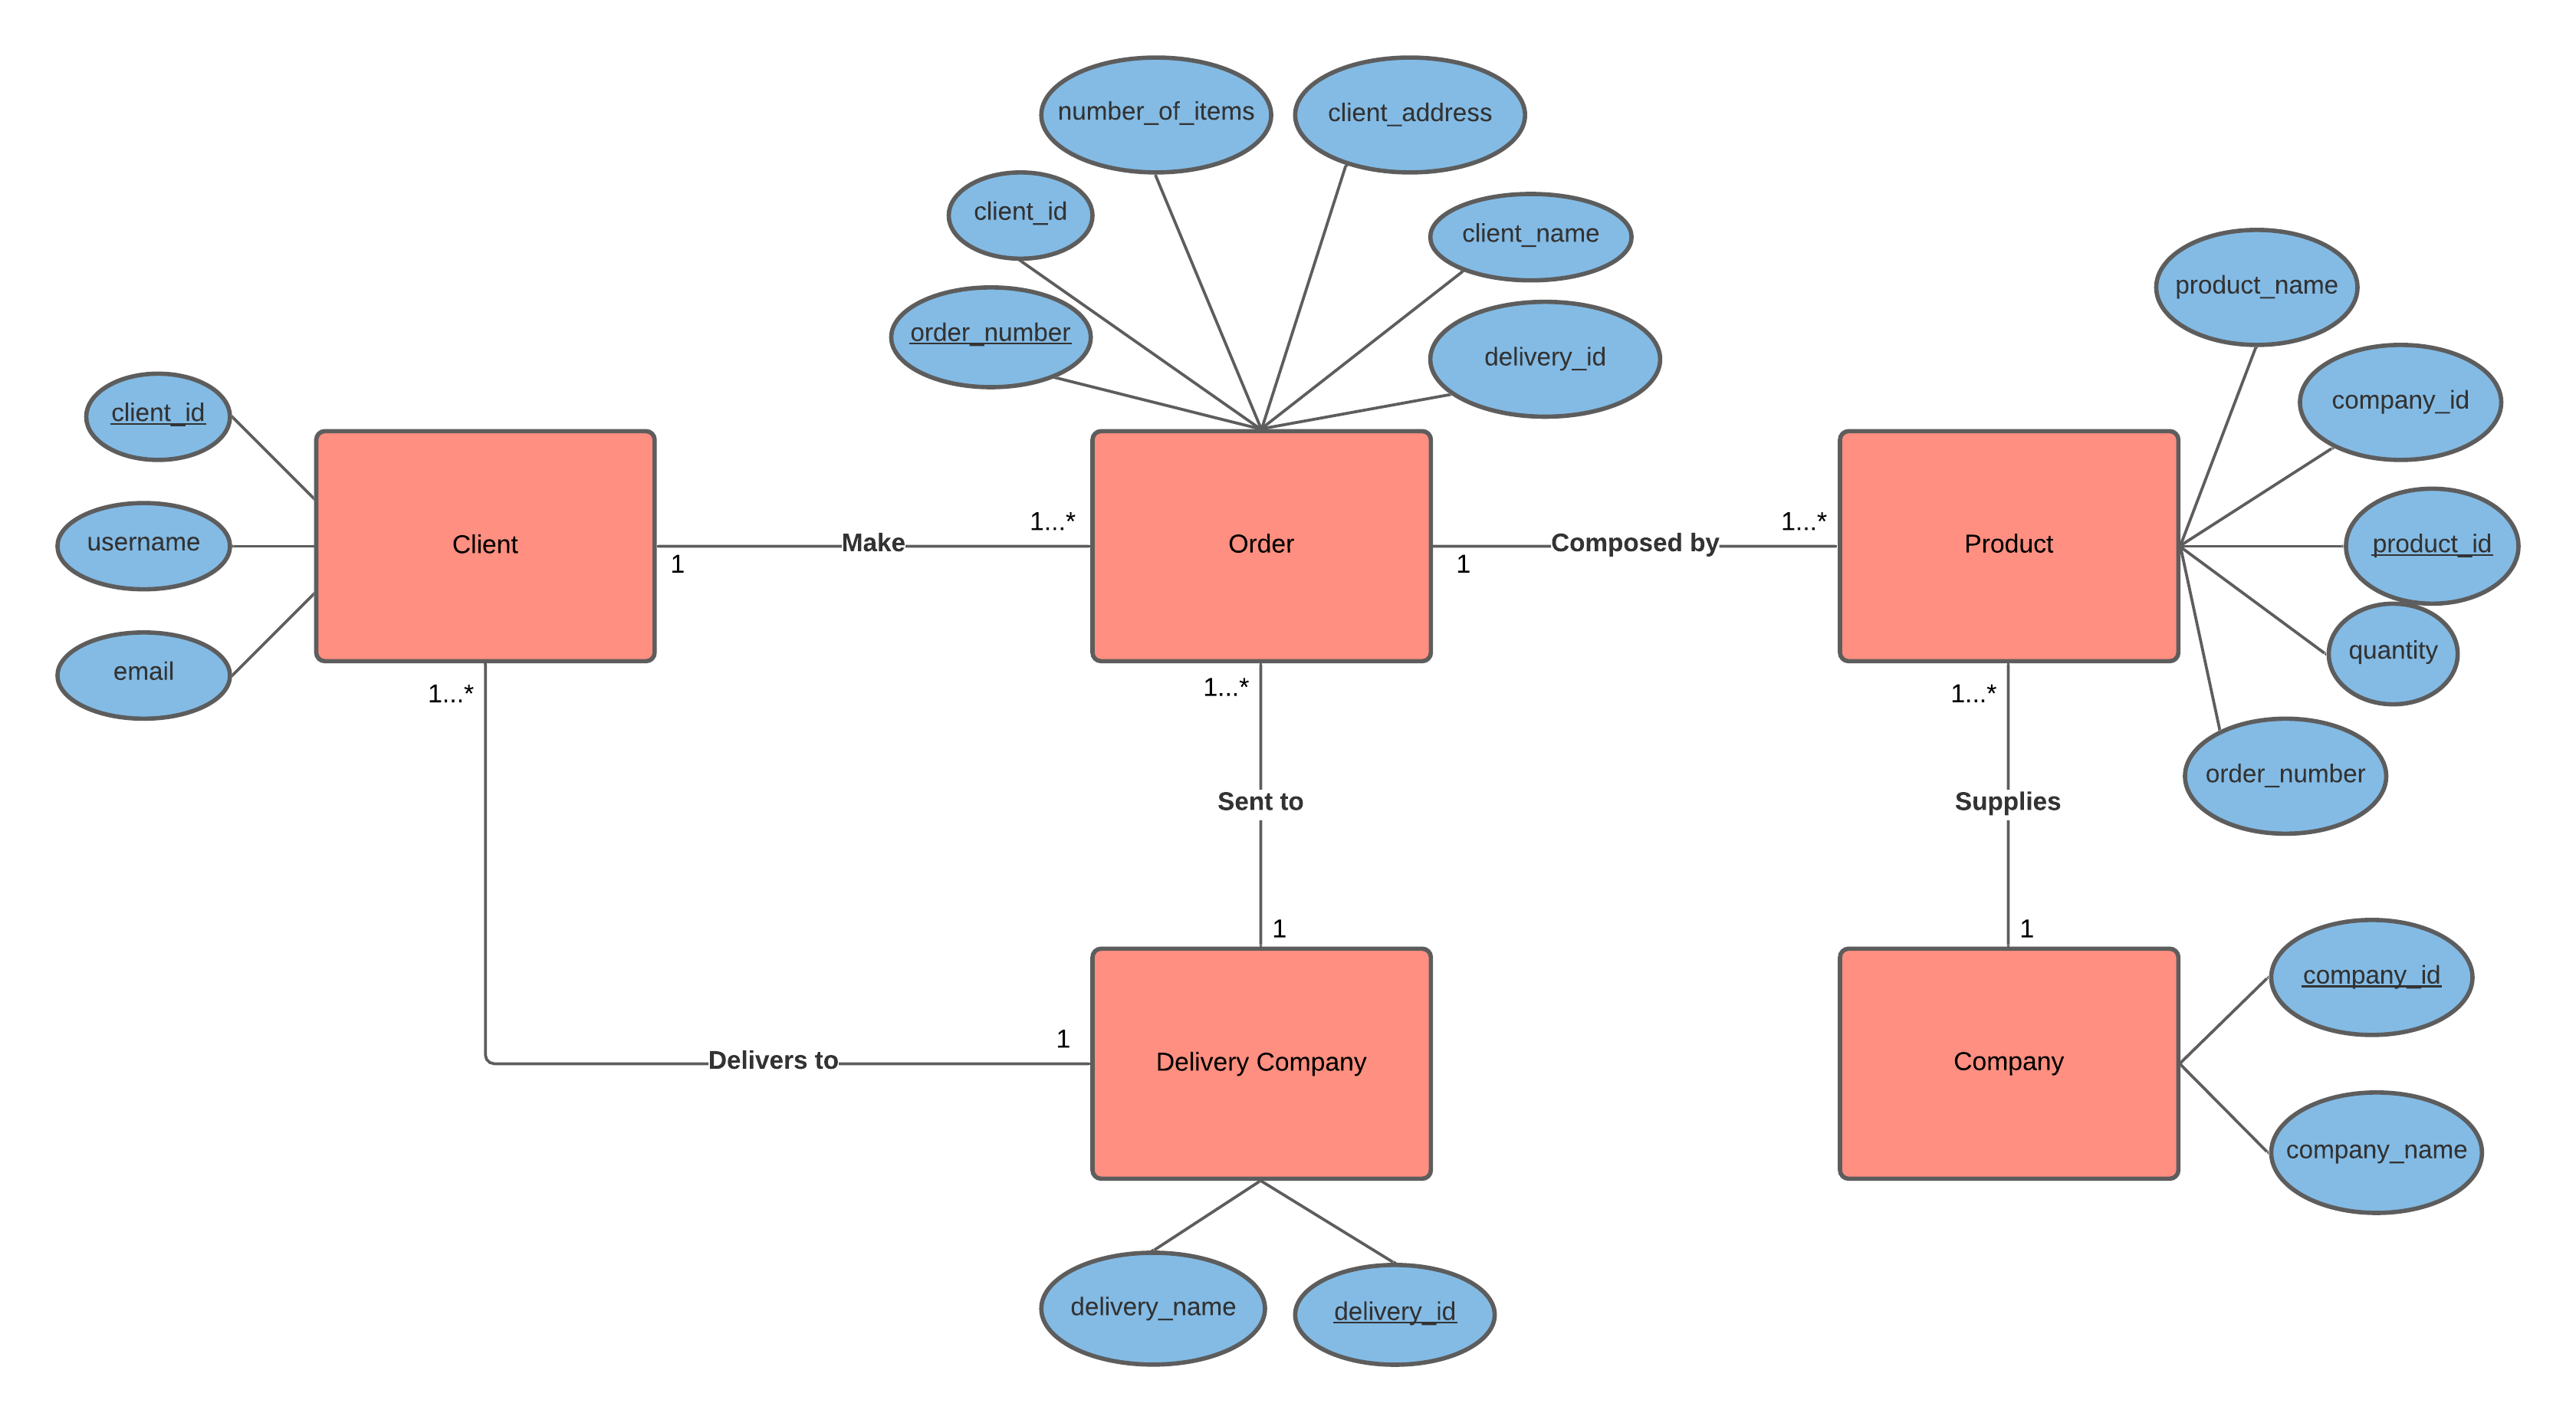 number_of_items
client_address
client_id
client_name
order_number
delivery_id
product_name
company_id
client_id
username
email
product_id
quantity
order_number
Client
1
Make
1...*
Order
1
Composed by
1...*
Product
1...*
1...*
1...*
Sent to
Supplies
1
1
Delivers to
1
Delivery Company
Company
company_id
company_name
delivery_name
delivery_id